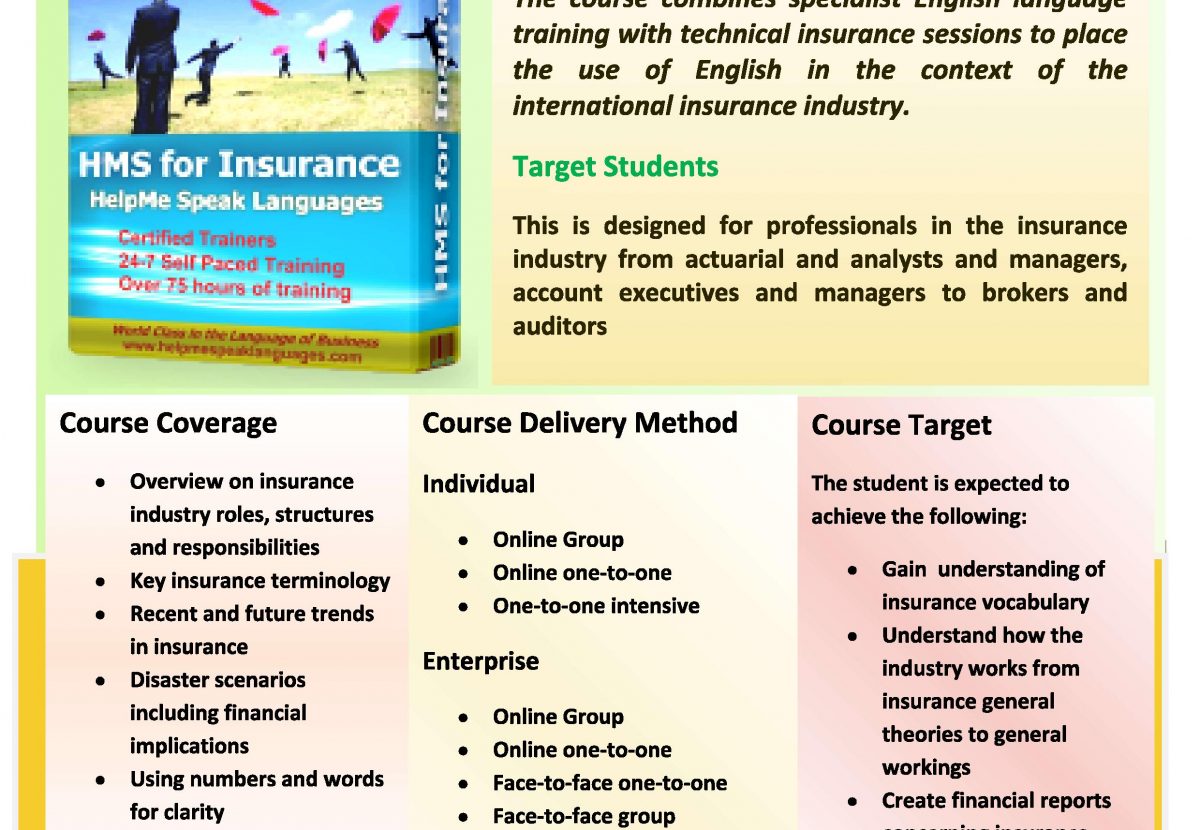 The course combines specialist English language
training with technical insurance sessions to place
the use of English in the context of the
international insurance industry.
Target Students
This is designed for professionals in the insurance
industry from actuarial and analysts and managers,
account executives and managers to brokers and
auditors
HMS for Insurance
HelpMe Speak Languages
Certified Trainers
24-7 Self Paced Training
Over 75 hours of training
World Class in the Language of Business
www.helpmespeaklanguages.com
HMS for Insura
Course Coverage
• Overview on insurance
industry roles, structures
and responsibilities
• Key insurance terminology
• Recent and future trends
in insurance
• Disaster scenarios
including financial
implications
• Using numbers and words
for clarity
Course Delivery Method
Individual
• Online Group
• Online one-to-one
• One-to-one intensive
Enterprise
• Online Group
• Online one-to-one
• Face-to-face one-to-one
• Face-to-face group
Course Target
The student is expected to
achieve the following:
• Gain understanding of
insurance vocabulary
• Understand how the
industry works from
insurance general
theories to general
workings
• Create financial reports
concerning insurance